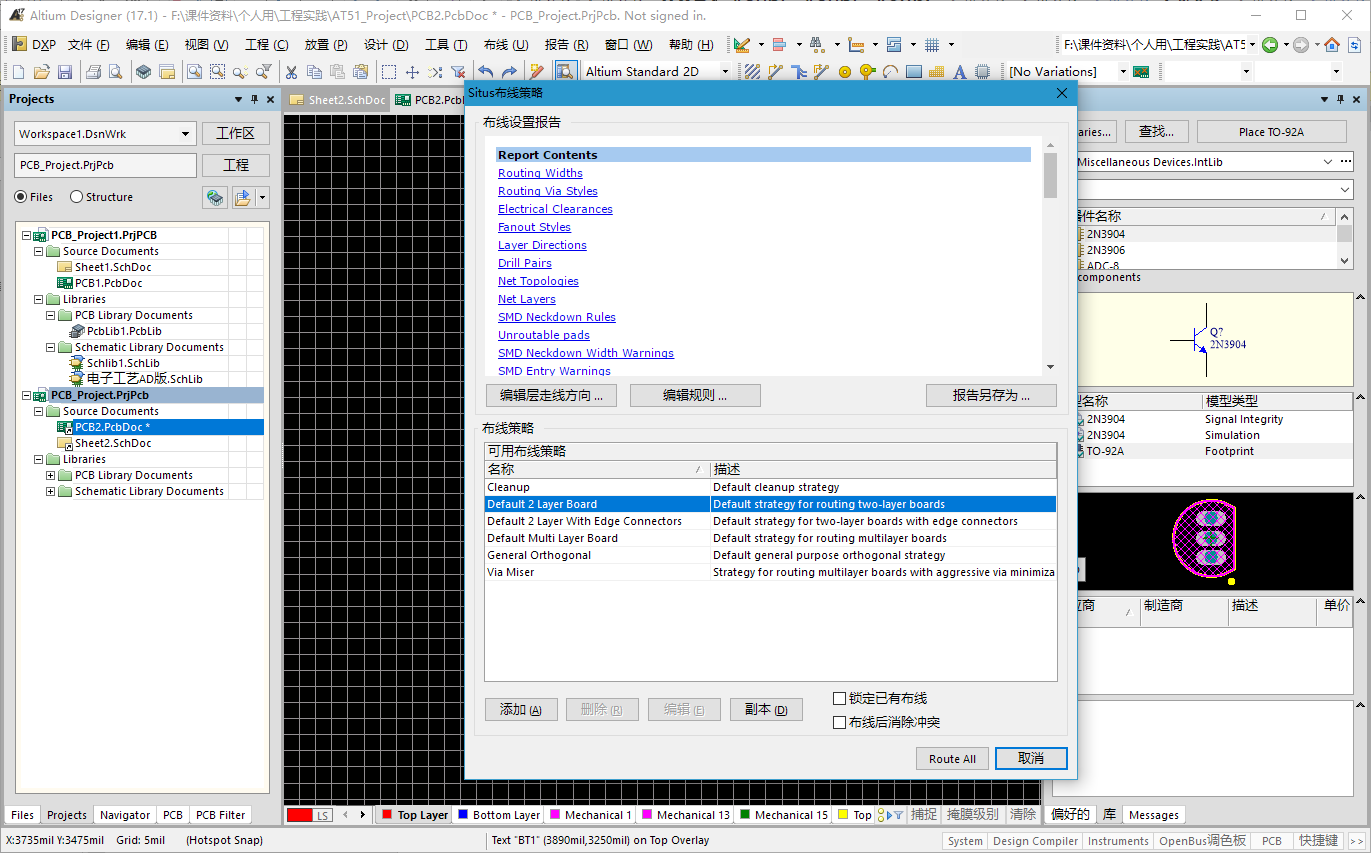 Altium Designer (17.1) - F:\课件资料\个人用\工程实践\AT51_Project\PCB2.PcbDoc * - PCB_Project.PrjPcb. Not signed in.
DXP 文件 (F) 编辑 (E) 视图 (V) 工程 (C) 放置 (P) 设计 (D) 工具 (T) 布线 (U) 报告 (R) 窗口 (W) 帮助 (H) F:\课件资料\个人用\工程实践\AT5
Altium Standard 2D [No Variations]
Projects
Workspace1.DsnWrk 工作区
PCB_Project.PrjPcb 工程
Files Structure
PCB_Project1.PrjPCB
Source Documents
Sheet1.SchDoc
PCB1.PcbDoc
Libraries
PCB Library Documents
PcbLib1.PcbLib
Schematic Library Documents
Schlib1.SchLib
电子工艺AD版.SchLib
PCB_Project.PrjPcb
Source Documents
PCB2.PcbDoc *
Sheet2.SchDoc
Libraries
PCB Library Documents
Schematic Library Documents
Files Projects Navigator PCB PCB Filter
Sheet2.SchDoc PCB2.Pcb
Situs布线策略
布线设置报告
Report Contents
Routing Widths
Routing Via Styles
Electrical Clearances
Fanout Styles
Layer Directions
Drill Pairs
Net Topologies
Net Layers
SMD Neckdown Rules
Unroutable pads
SMD Neckdown Width Warnings
SMD Entry Warnings
编辑层走线方向 ... 编辑规则 ... 报告另存为 ...
布线策略
可用布线策略
名称 描述
Cleanup Default cleanup strategy
Default 2 Layer Board Default strategy for routing two-layer boards
Default 2 Layer With Edge Connectors Default strategy for two-layer boards with edge connectors
Default Multi Layer Board Default strategy for routing multilayer boards
General Orthogonal Default general purpose orthogonal strategy
Via Miser Strategy for routing multilayer boards with aggressive via minimiza
添加 (A) 删除 (R) 编辑 (E) 副本 (D)
锁定已有布线
布线后消除冲突
Route All 取消
aries... 查找... Place TO-92A
Miscellaneous Devices.IntLib
件名称
2N3904
2N3906
ADC-8
components
Q?
2N3904
名称 模型类型
2N3904 Signal Integrity
2N3904 Simulation
TO-92A Footprint
商 制造商 描述 单价
LS Top Layer Bottom Layer Mechanical 1 Mechanical 13 Mechanical 15 Top 捕捉 掩膜级别 清除 偏好的 库 Messages
X:3735mil Y:3475mil Grid: 5mil (Hotspot Snap) Text "BT1" (3890mil,3250mil) on Top Overlay System Design Compiler Instruments OpenBus调色板 PCB 快捷键 >>